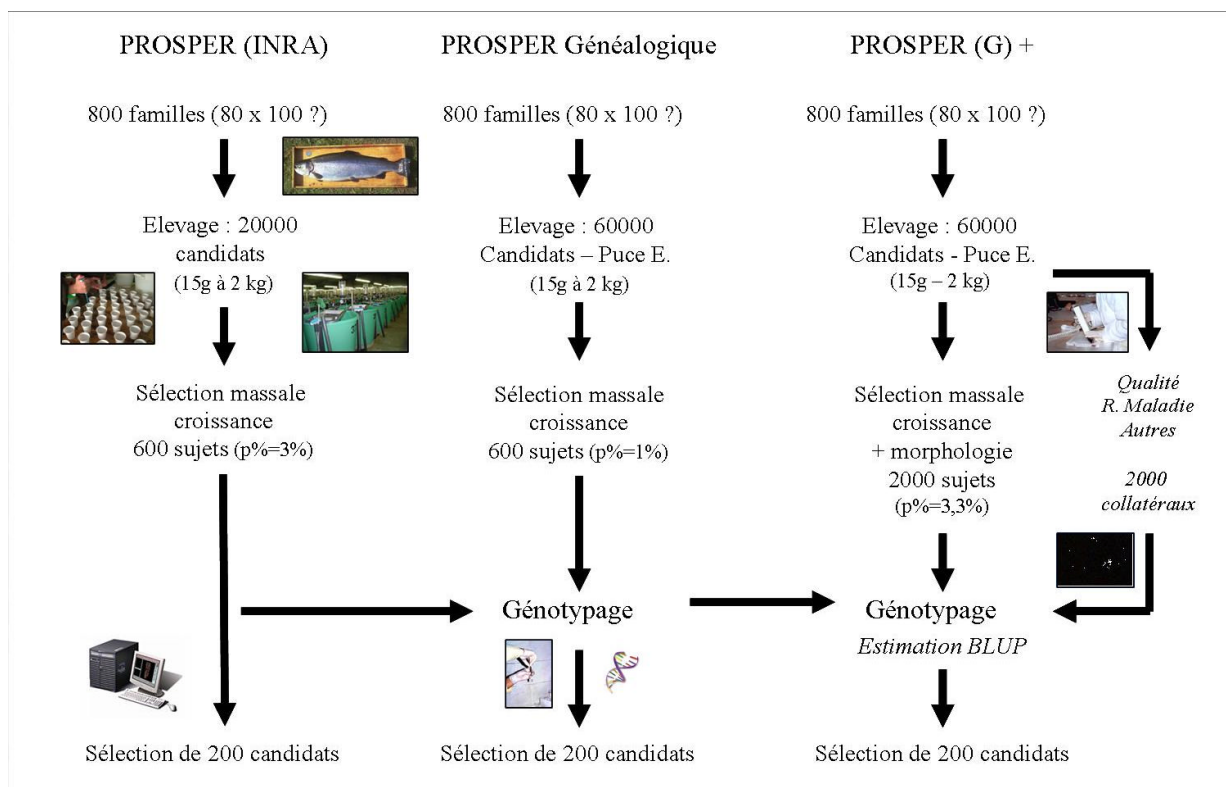 PROSPER (INRA)
800 familles (80 x 100 ?)
Elevage : 20000
candidats
(15g à 2 kg)
Sélection massale
croissance
600 sujets (p%=3%)
Sélection de 200 candidats
PROSPER Généalogique
800 familles (80 x 100 ?)
Elevage : 60000
Candidats – Puce E.
(15g à 2 kg)
Sélection massale
croissance
600 sujets (p%=1%)
Génotypage
Sélection de 200 candidats
PROSPER (G) +
800 familles (80 x 100 ?)
Elevage : 60000
Candidats - Puce E.
(15g – 2 kg)
Sélection massale
croissance
+ morphologie
2000 sujets
(p%=3,3%)
Qualité
R. Maladie
Autres
2000
collatéraux
Génotypage
Estimation BLUP
Sélection de 200 candidats